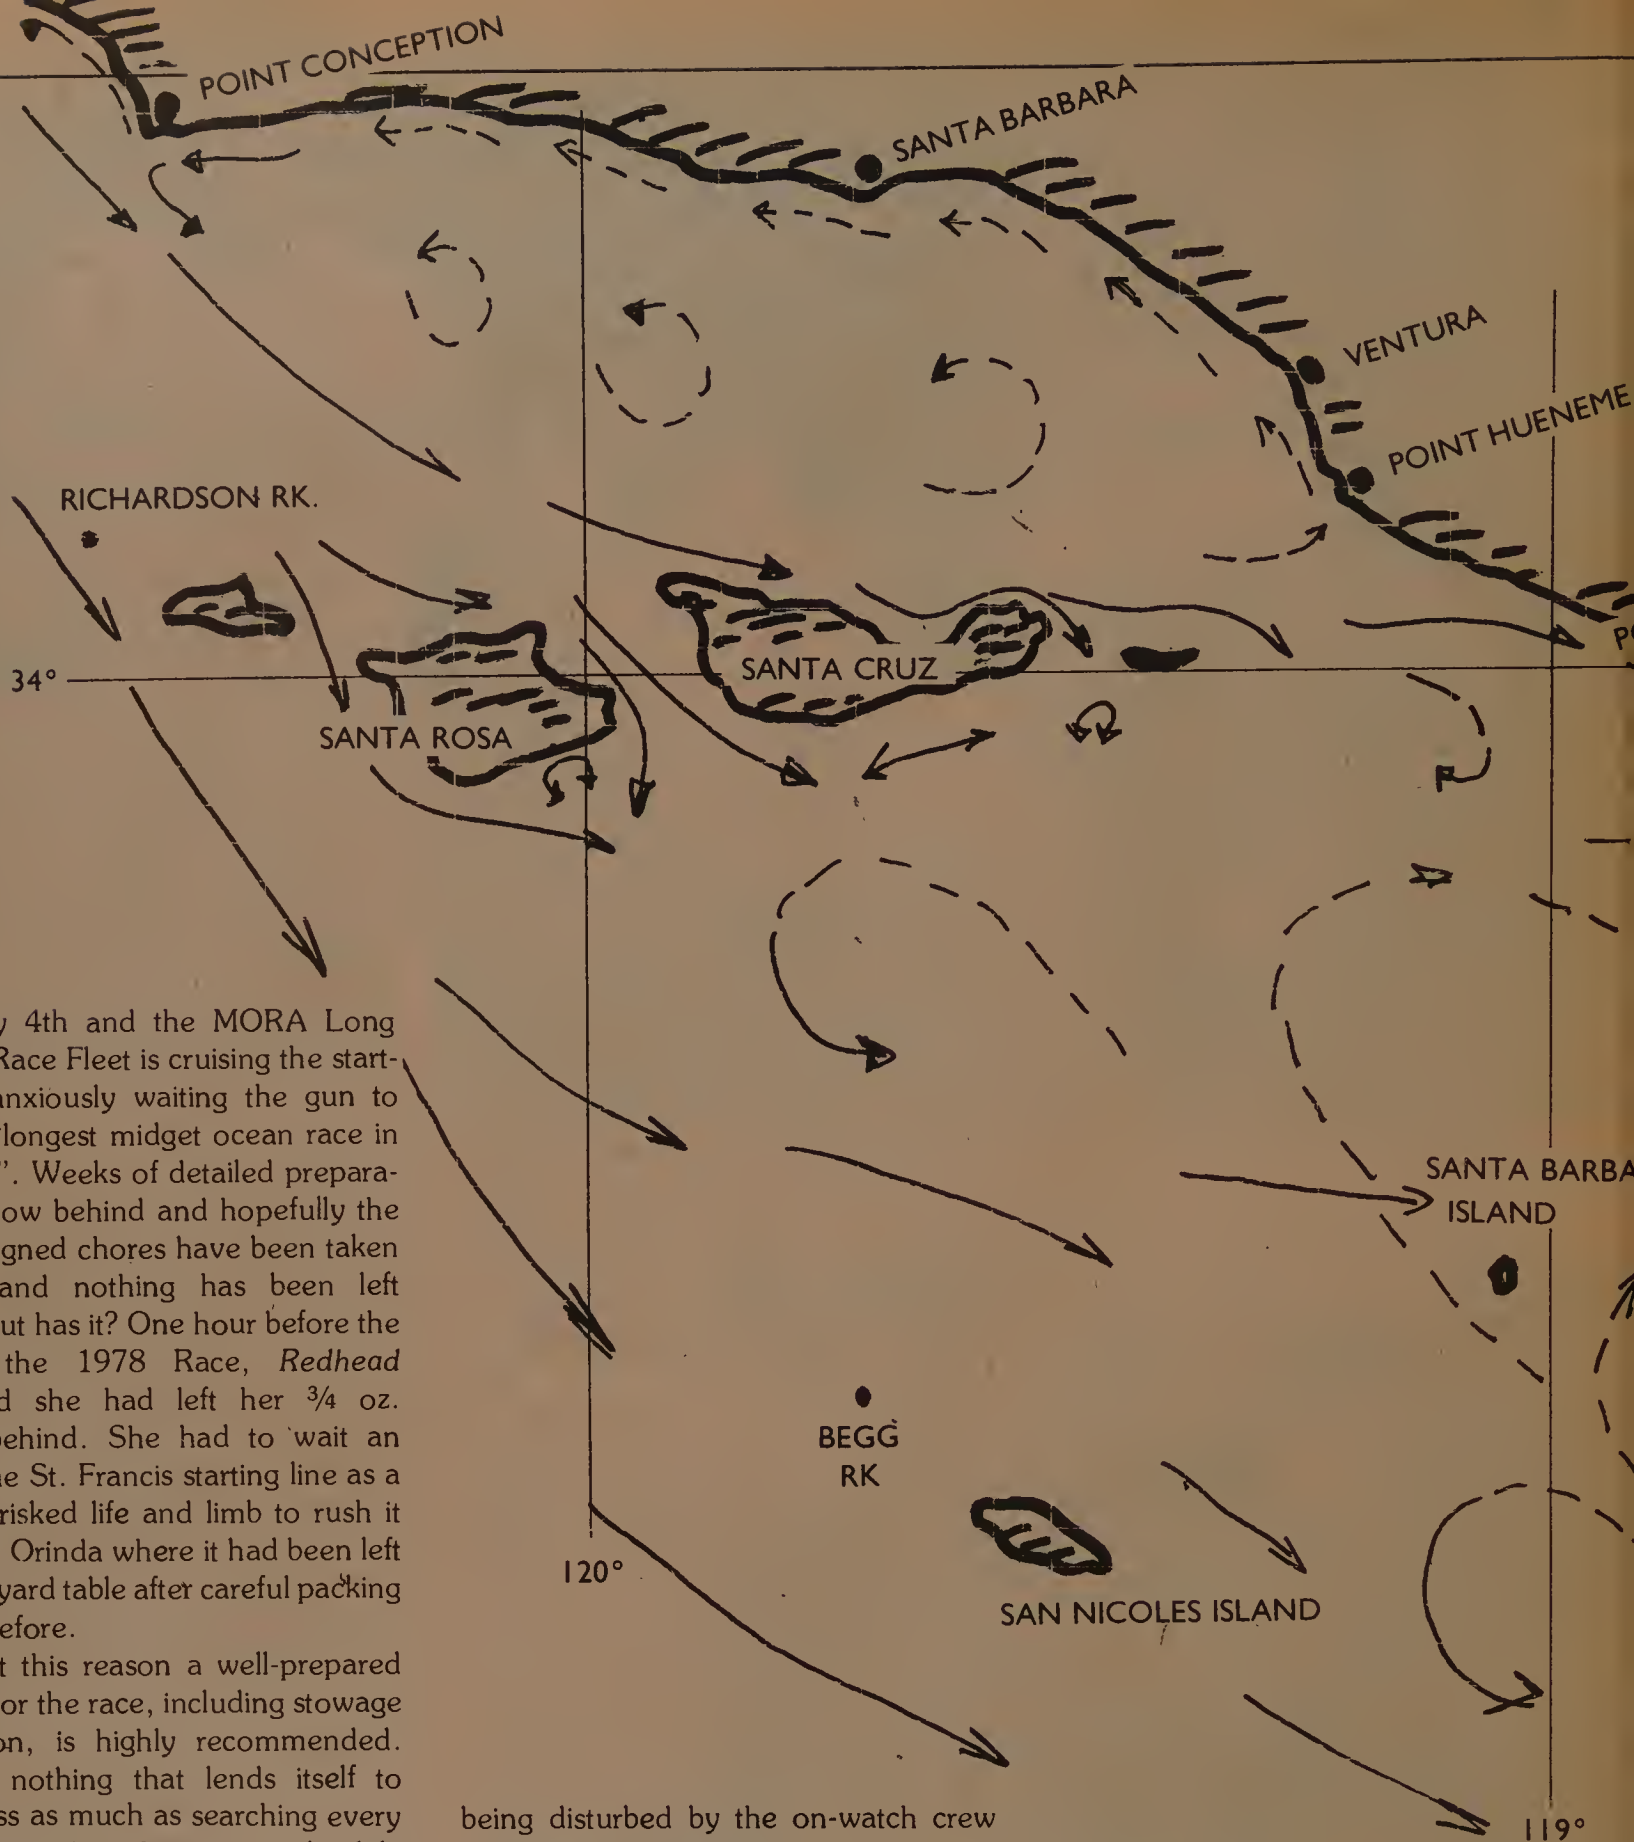 POINT CONCEPTION
SANTA BARBARA
VENTURA
POINT HUENEME
RICHARDSON RK.
34°
SANTA CRUZ
SANTA ROSA
SANTA BARBA
ISLAND
BEGG
RK
120°
SAN NICOLES ISLAND
119°
4th and the MORA Long
Race Fleet is cruising the start-
anxiously waiting the gun to
longest midget ocean race in
”. Weeks of detailed prepara-
ow behind and hopefully the
gned chores have been taken
and nothing has been left
ut has it? One hour before the
the 1978 Race, Redhead
d she had left her ¾ oz.
behind. She had to wait an
e St. Francis starting line as a
risked life and limb to rush it
Orinda where it had been left
yard table after careful packing
efore.
t this reason a well-prepared
or the race, including stowage
on, is highly recommended.
nothing that lends itself to
ss as much as searching every
being disturbed by the on-watch crew